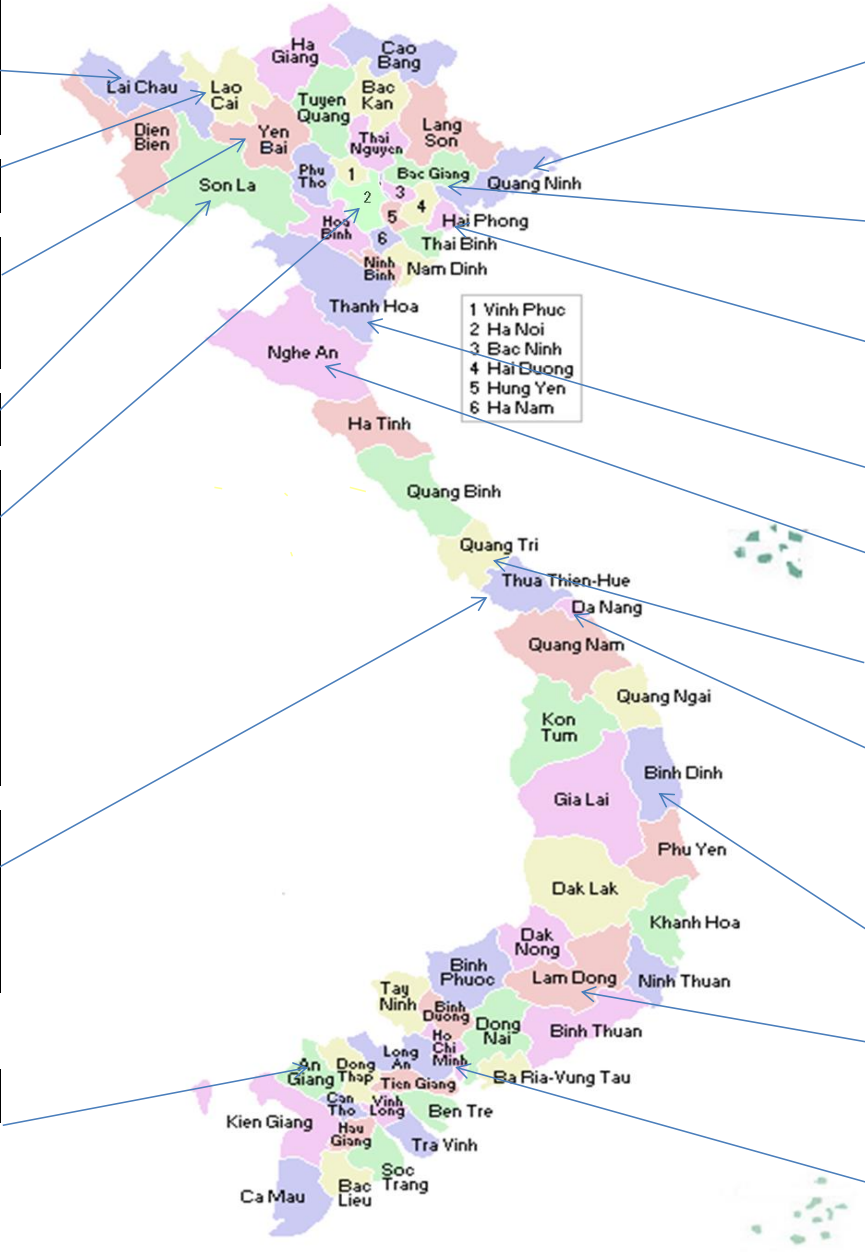 Ha
Giang
Cao
Bang
Lai Chau
Lao
Cai
Tuyen
Quang
Bac
Kan
Dien
Bien
Yen
Bai
Thai
Nguyen
Lang
Son
Son La
Phu
Tho
1
Bac Giang
Quang Ninh
2
3
4
5
6
Hoa
Binh
Hai Phong
Thai Binh
Ninh
Binh
Nam Dinh
Thanh Hoa
1 Vinh Phuc
2 Ha Noi
3 Bac Ninh
4 Hai Duong
5 Hung Yen
6 Ha Nam
Nghe An
Ha Tinh
Quang Binh
Quang Tri
Thua Thien-Hue
Da Nang
Quang Nam
Quang Ngai
Kon
Tum
Binh Dinh
Gia Lai
Phu Yen
Dak Lak
Khanh Hoa
Dak
Nong
Binh
Phuoc
Lam Dong
Ninh Thuan
Tay
Ninh
Binh
Duong
Dong
Nai
Binh Thuan
Ho
Chi
Minh
Long
An
An
Giang
Dong
Thap
Tien Giang
Ba Ria-Vung Tau
Can
Tho
Vinh
Long
Ben Tre
Kien Giang
Hau
Giang
Tra Vinh
Soc
Trang
Ca Mau
Bac
Lieu